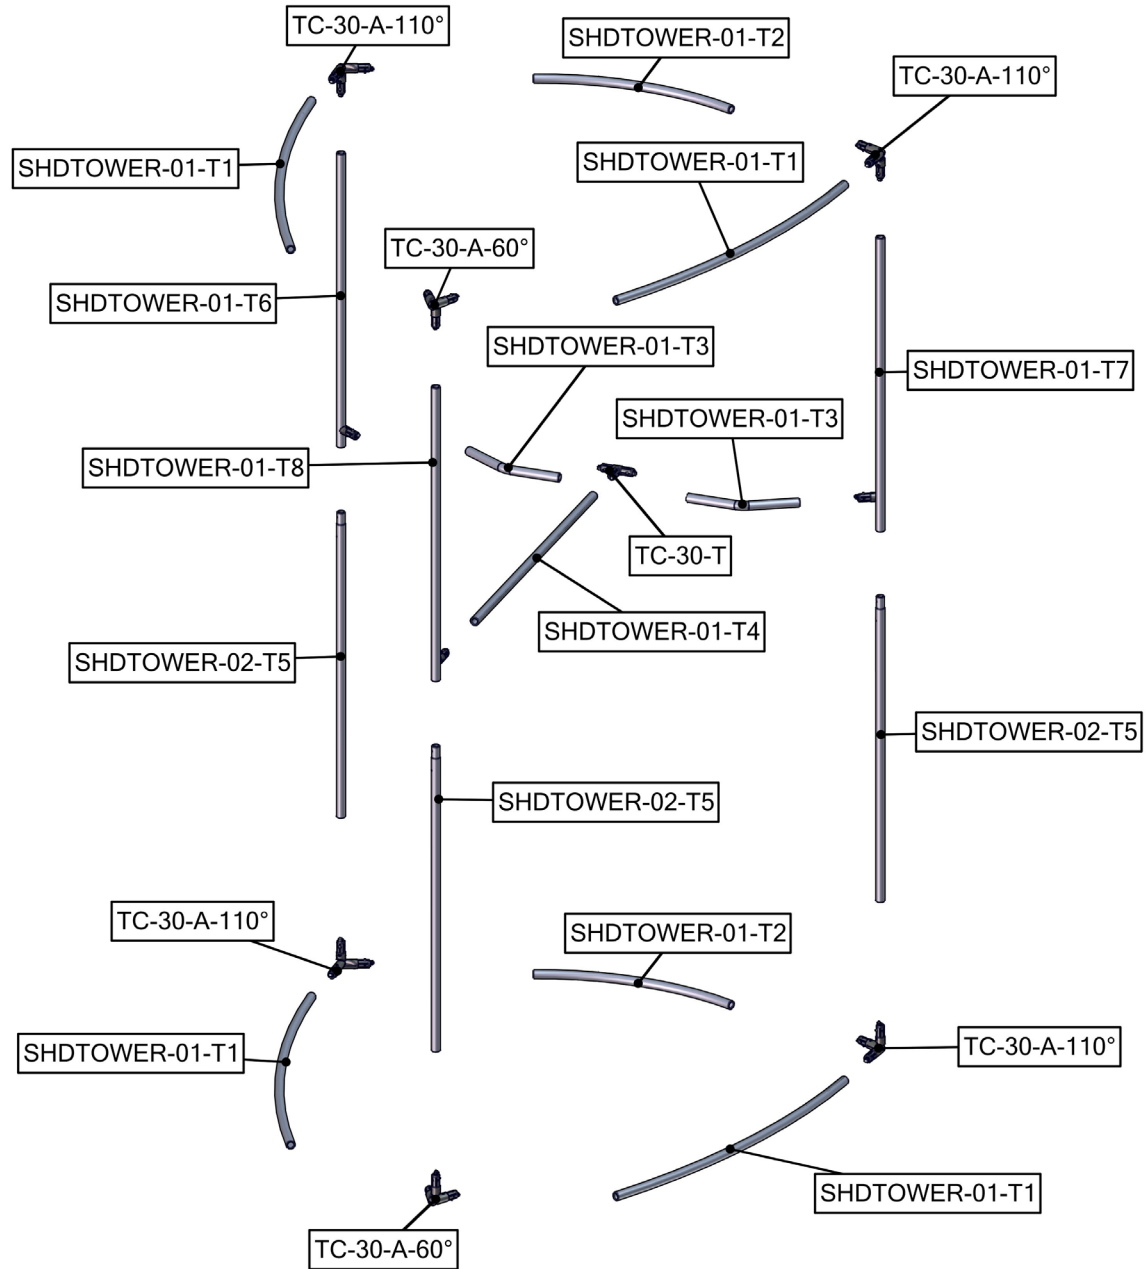 TC-30-A-110°
SHDTOWER-01-T2
TC-30-A-110°
SHDTOWER-01-T1
SHDTOWER-01-T1
TC-30-A-60°
SHDTOWER-01-T6
SHDTOWER-01-T3
SHDTOWER-01-T7
SHDTOWER-01-T3
SHDTOWER-01-T8
TC-30-T
SHDTOWER-01-T4
SHDTOWER-02-T5
SHDTOWER-02-T5
SHDTOWER-02-T5
TC-30-A-110°
SHDTOWER-01-T2
SHDTOWER-01-T1
TC-30-A-110°
SHDTOWER-01-T1
TC-30-A-60°